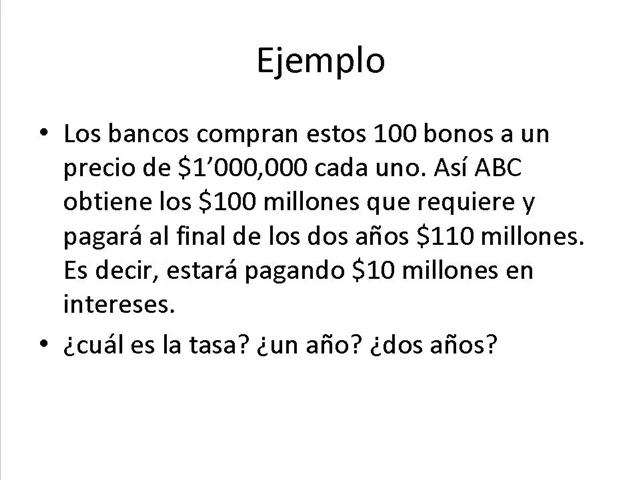 Ejemplo
• Los bancos compran estos 100 bonos a un
precio de $1’000,000 cada uno. Así ABC
obtiene los $100 millones que requiere y
pagará al final de los dos años $110 millones.
Es decir, estará pagando $10 millones en
intereses.
• ¿cuál es la tasa? ¿un año? ¿dos años?